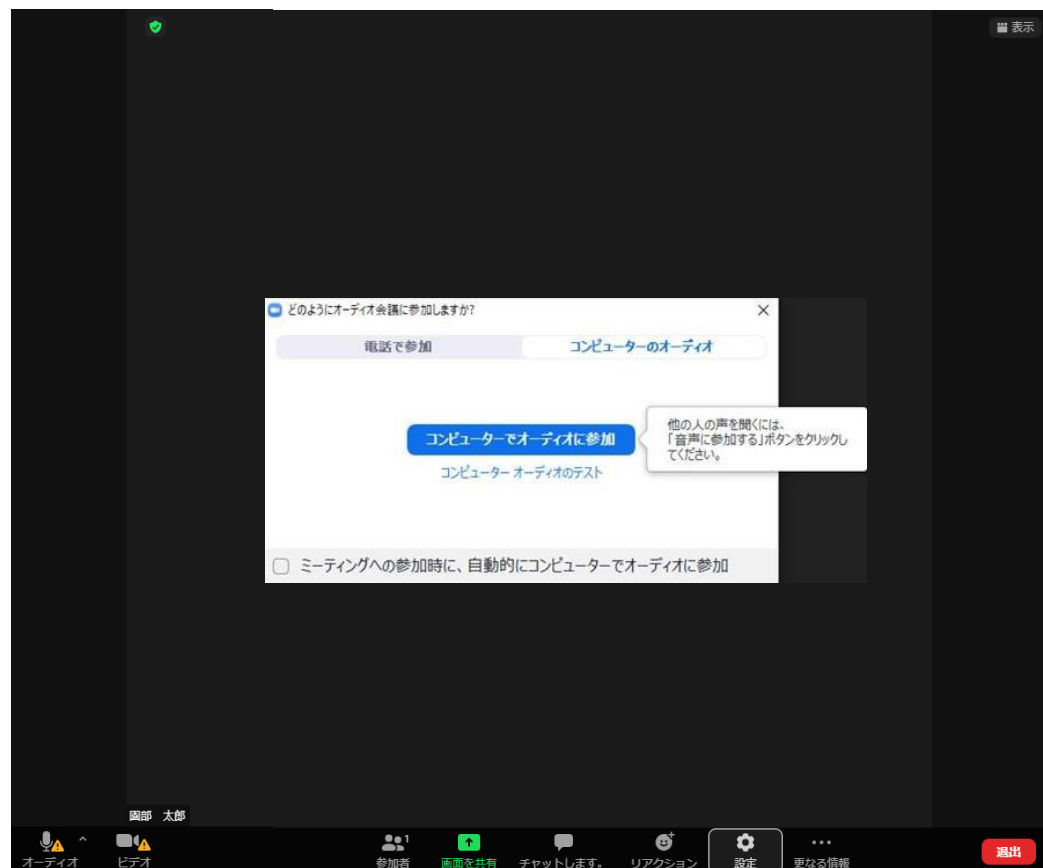 表示
どのようにオーディオ会議に参加しますか?
電話で参加
コンピューターのオーディオ
コンピューターでオーディオに参加
他の人の声を聞くには、
「音声に参加する」ボタンをクリックし
てください。
コンピューター オーディオのテスト
ミーティングへの参加時に、自動的にコンピューターでオーディオに参加
園部 太郎
1
オーディオ
ビデオ
参加者
画面を共有
チャットします。
リアクション
設定
更なる情報
退出